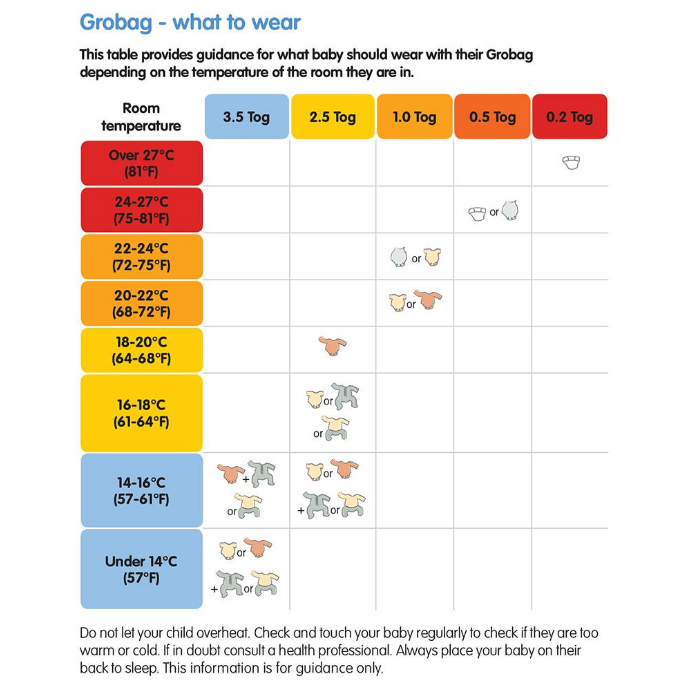 Grobag - what to wear
This table provides guidance for what baby should wear with their Grobag
depending on the temperature of the room they are in.
Room
temperature
3.5 Tog
2.5 Tog
1.0 Tog
0.5 Tog
0.2 Tog
Over 27°C
(81°F)
24-27°C
(75-81°F)
or
22-24°C
(72-75°F)
or
20-22°C
(68-72°F)
or
18-20°C
(64-68°F)
16-18°C
(61-64°F)
or
or
14-16°C
(57-61°F)
+
or
or
+ or
Under 14°C
(57°F)
or
+ or
Do not let your child overheat. Check and touch your baby regularly to check if they are too
warm or cold. If in doubt consult a health professional. Always place your baby on their
back to sleep. This information is for guidance only.